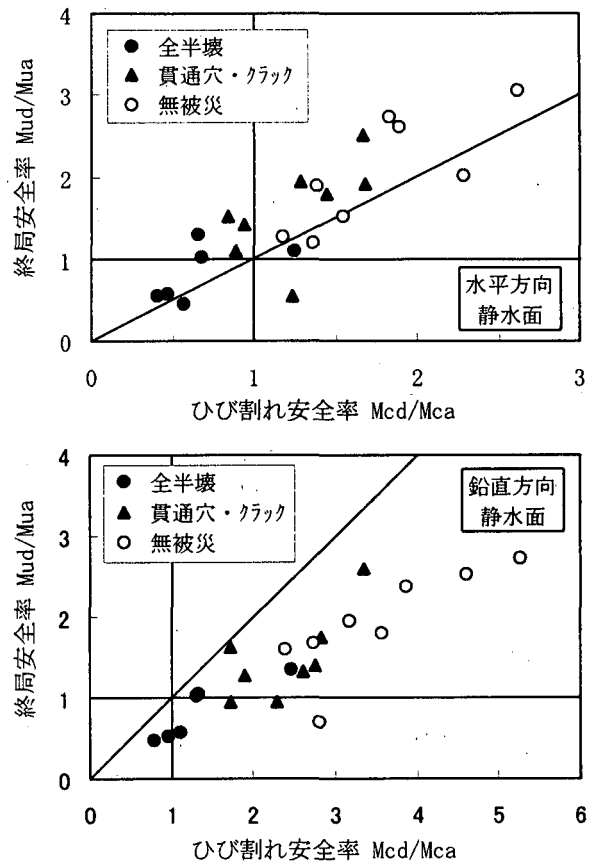 4
● 全半壊
▲ 貫通穴・クラック
○ 無被災
3
2
1
0
終局安全率 Mud/Mua
水平方向
静水面
0 1 2 3
ひび割れ安全率 Mcd/Mca
4
● 全半壊
▲ 貫通穴・クラック
○ 無被災
鉛直方向
静水面
3
2
1
0
終局安全率 Mud/Mua
0 1 2 3 4 5 6
ひび割れ安全率 Mcd/Mca